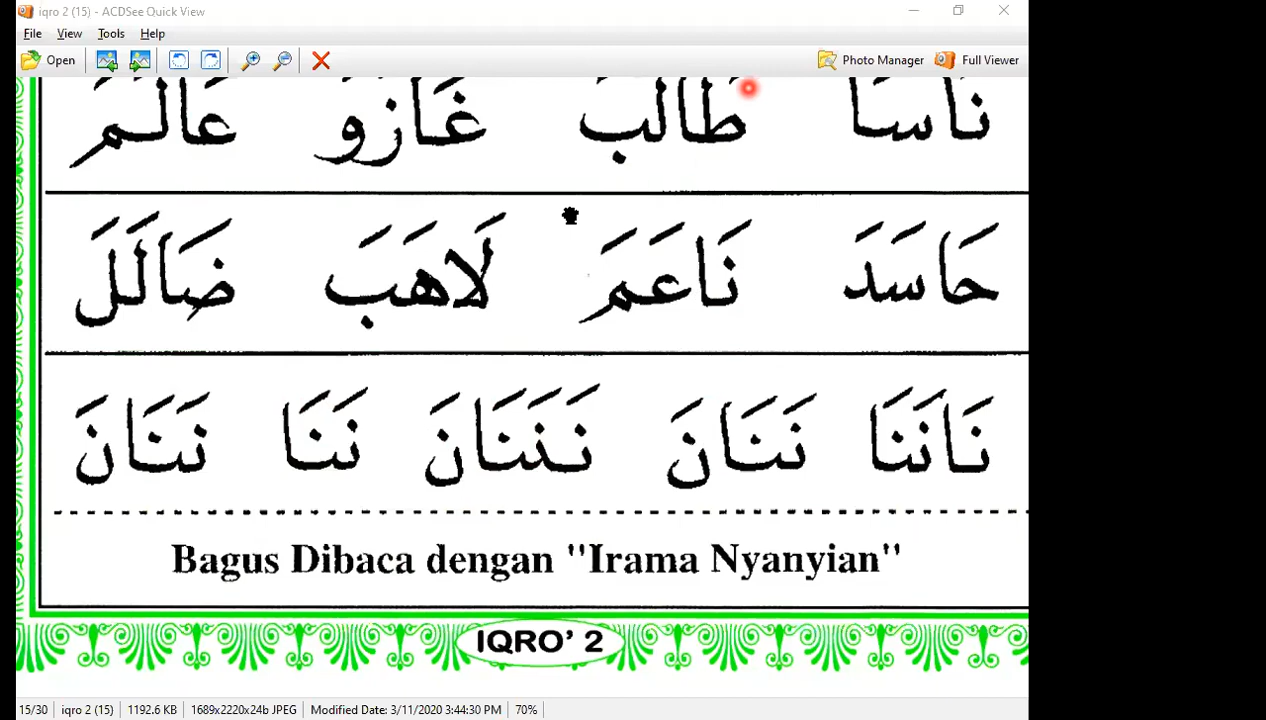 iqro 2 (15) - ACDSee Quick View
File View Tools Help
Open Photo Manager Full Viewer
نَاسَا طَالَبَ غَازَوَ عَالَمَ
حَاسَدَ نَاعَمَ لَاهَبَ ضَالَلَ
نَانَنَا نَنَانَ نَنَنَانَ نَنَا نَنَانَ
Bagus Dibaca dengan "Irama Nyanyian"
IQRO' 2
15/30 iqro 2 (15) 1192.6 KB 1689x2220x24b JPEG Modified Date: 3/11/2020 3:44:30 PM 70%